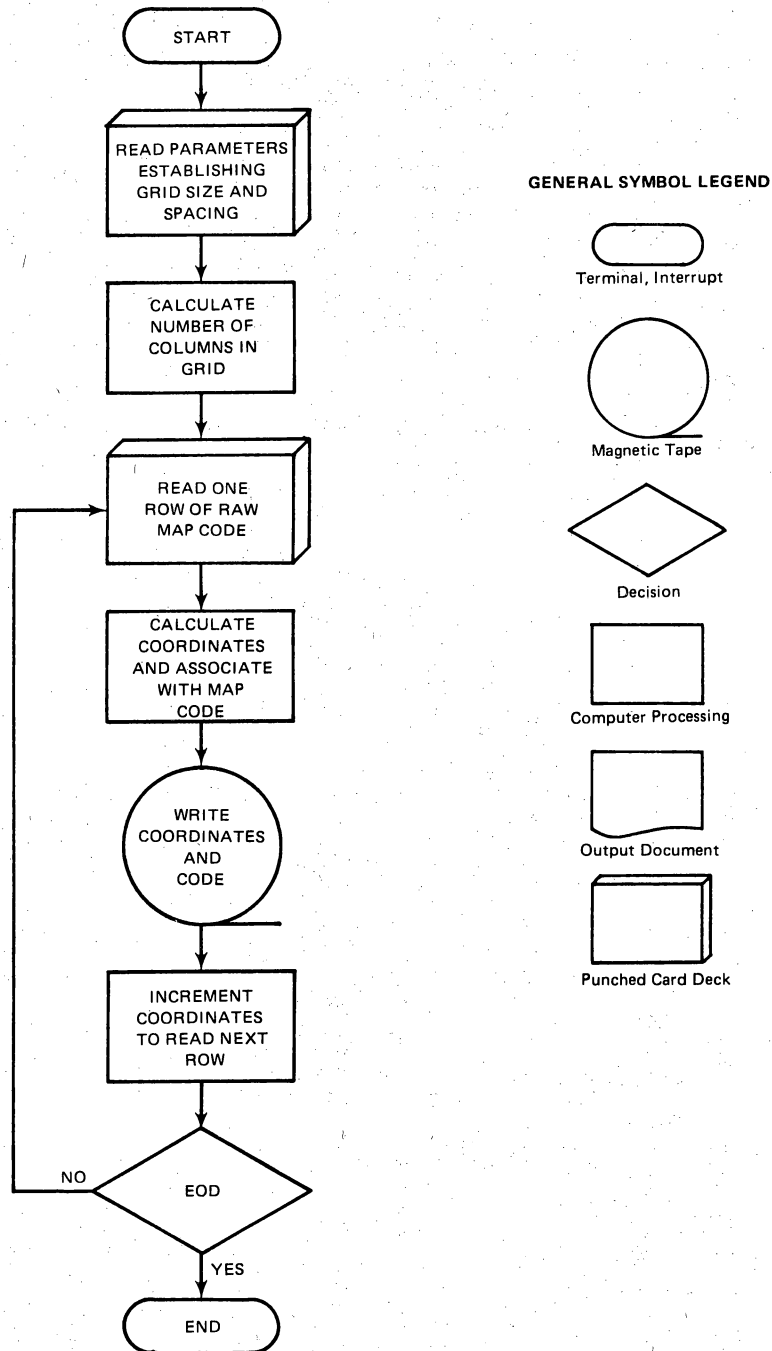 START
READ PARAMETERS
ESTABLISHING
GRID SIZE AND
SPACING
CALCULATE
NUMBER OF
COLUMNS IN
GRID
READ ONE
ROW OF RAW
MAP CODE
CALCULATE
COORDINATES
AND ASSOCIATE
WITH MAP
CODE
WRITE
COORDINATES
AND
CODE
INCREMENT
COORDINATES
TO READ NEXT
ROW
EOD
NO
YES
END
GENERAL SYMBOL LEGEND
Terminal, Interrupt
Magnetic Tape
Decision
Computer Processing
Output Document
Punched Card Deck